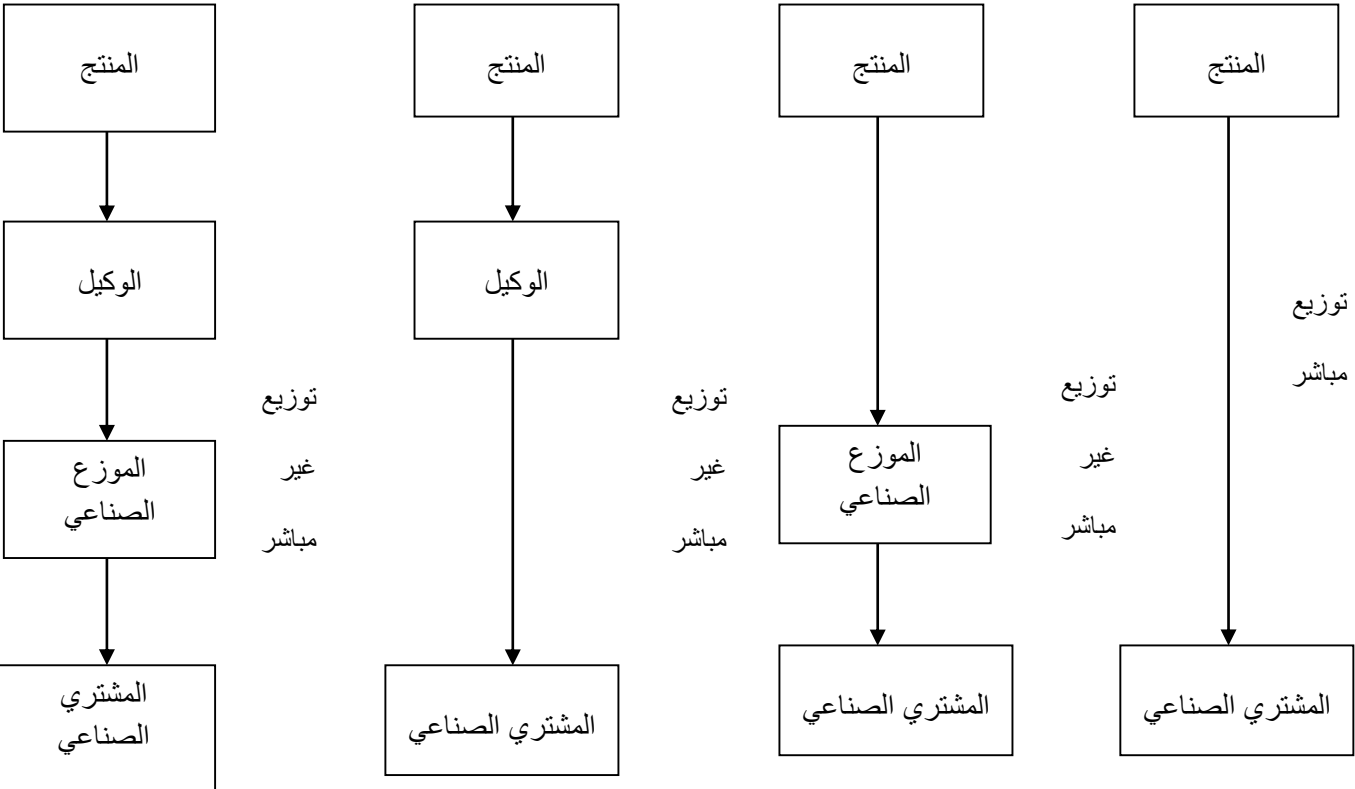 المنتج
المنتج
المنتج
المنتج
الوكيل
الوكيل
توزيع
مباشر
توزيع
غير
مباشر
توزيع
غير
مباشر
توزيع
غير
مباشر
الموزع
الصناعي
الموزع
الصناعي
المشتري الصناعي
المشتري الصناعي
المشتري الصناعي
المشتري
الصناعي